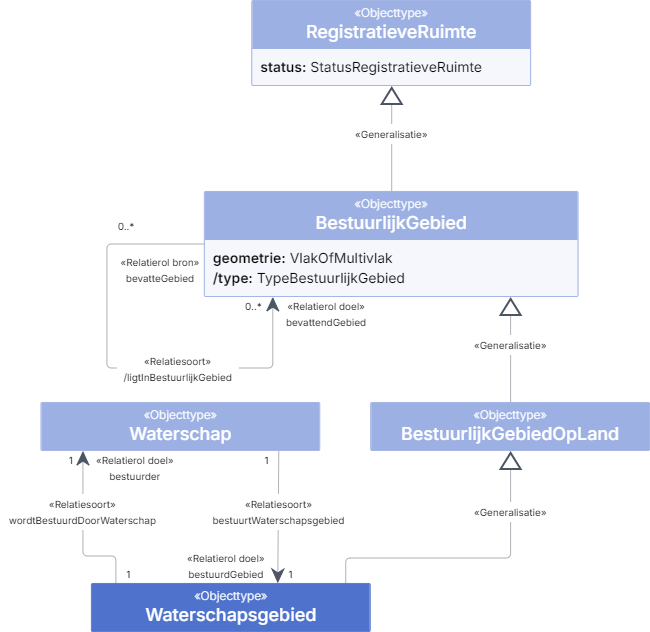 «Objecttype»
RegistratieveRuimte
status: StatusRegistratieveRuimte
«Generalisatie»
«Objecttype»
BestuurlijkGebied
geometrie: VlakOfMultivlak
/type: TypeBestuurlijkGebied
0..*
«Relatierol bron»
bevatteGebied
0..*
«Relatierol doel»
bevattendGebied
«Relatiesoort»
/ligtInBestuurlijkGebied
«Generalisatie»
«Objecttype»
Waterschap
«Objecttype»
BestuurlijkGebiedOpLand
1
«Relatierol doel»
bestuurder
1
«Relatiesoort»
wordtBestuurdDoorWaterschap
«Relatiesoort»
bestuurtWaterschapsgebied
«Generalisatie»
1
«Relatierol doel»
bestuurdGebied
1
«Objecttype»
Waterschapsgebied